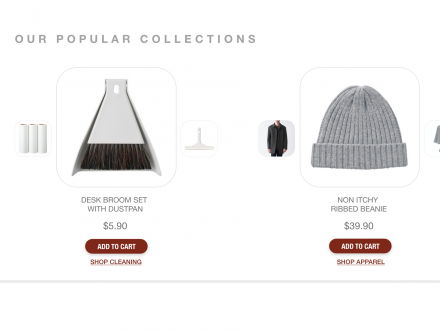 OUR POPULAR COLLECTIONS
DESK BROOM SET
WITH DUSTPAN
$5.90
ADD TO CART
SHOP CLEANING
NON ITCHY
RIBBED BEANIE
$39.90
ADD TO CART
SHOP APPAREL